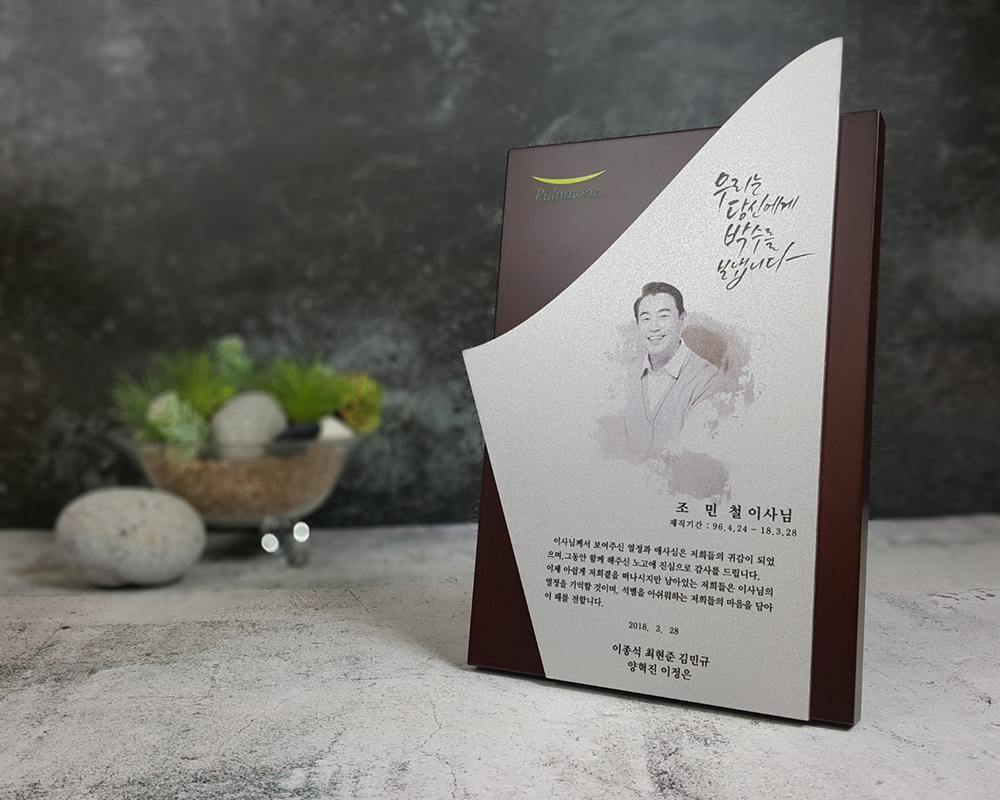 Pulmuone
우리는
당신에게
박수를
보냅니다
조 민 철 이사님
재직기간 : 96.4.24 ~ 18.3.28
이사님께서 보여주신 열정과 애사심은 저희들의 귀감이 되었
으며,그동안 함께 해주신 노고에 진심으로 감사를 드립니다.
이제 아쉽게 저희곁을 떠나시지만 남아있는 저희들은 이사님의
열정을 기억할 것이며, 석별을 아쉬워하는 저희들의 마음을 담아
이 패를 전합니다.
2018. 3. 28
이종석 최현준 김민규
양혁진 이정은